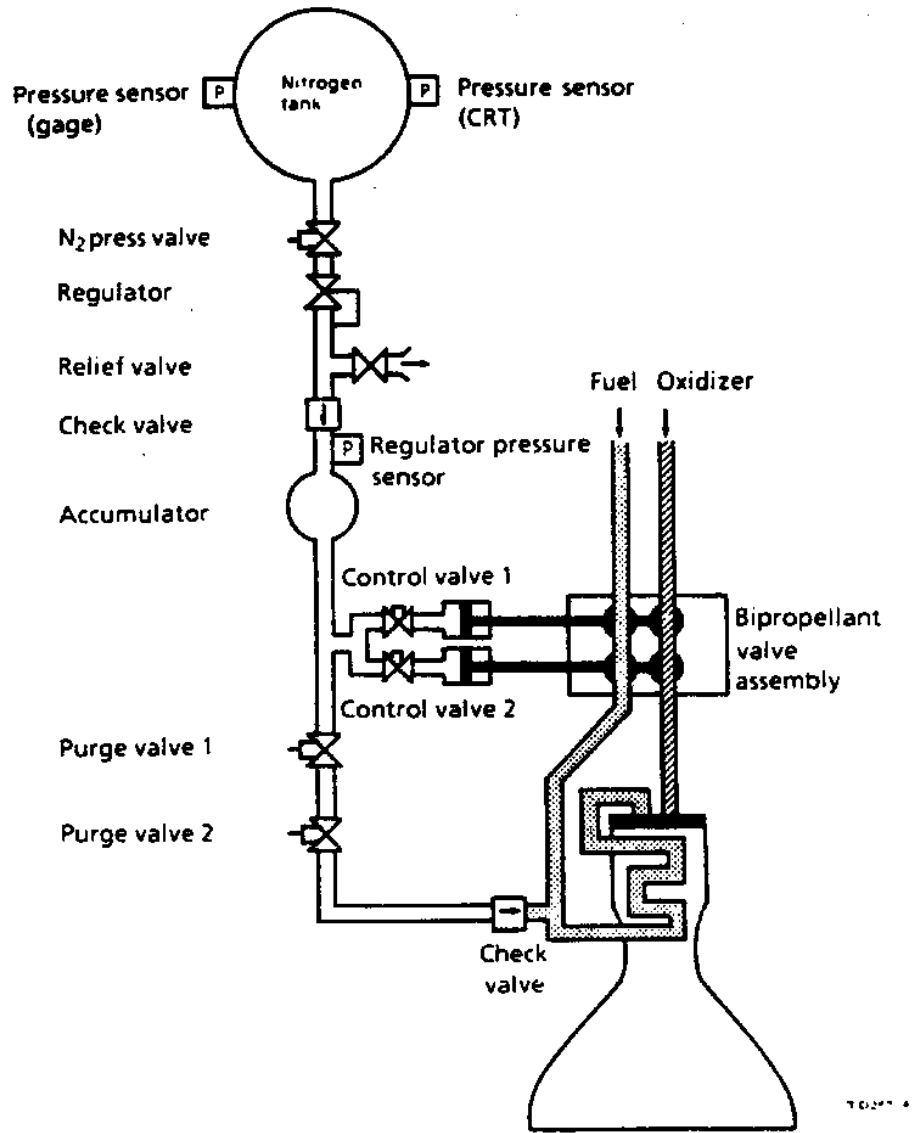 Nitrogen
tank
P
P
Pressure sensor
(gage)
Pressure sensor
(CRT)
N₂ press valve
Regulator
Relief valve
Check valve
P
Regulator pressure
sensor
Fuel Oxidizer
Accumulator
Control valve 1
Bipropellant
valve
assembly
Control valve 2
Purge valve 1
Purge valve 2
Check
valve